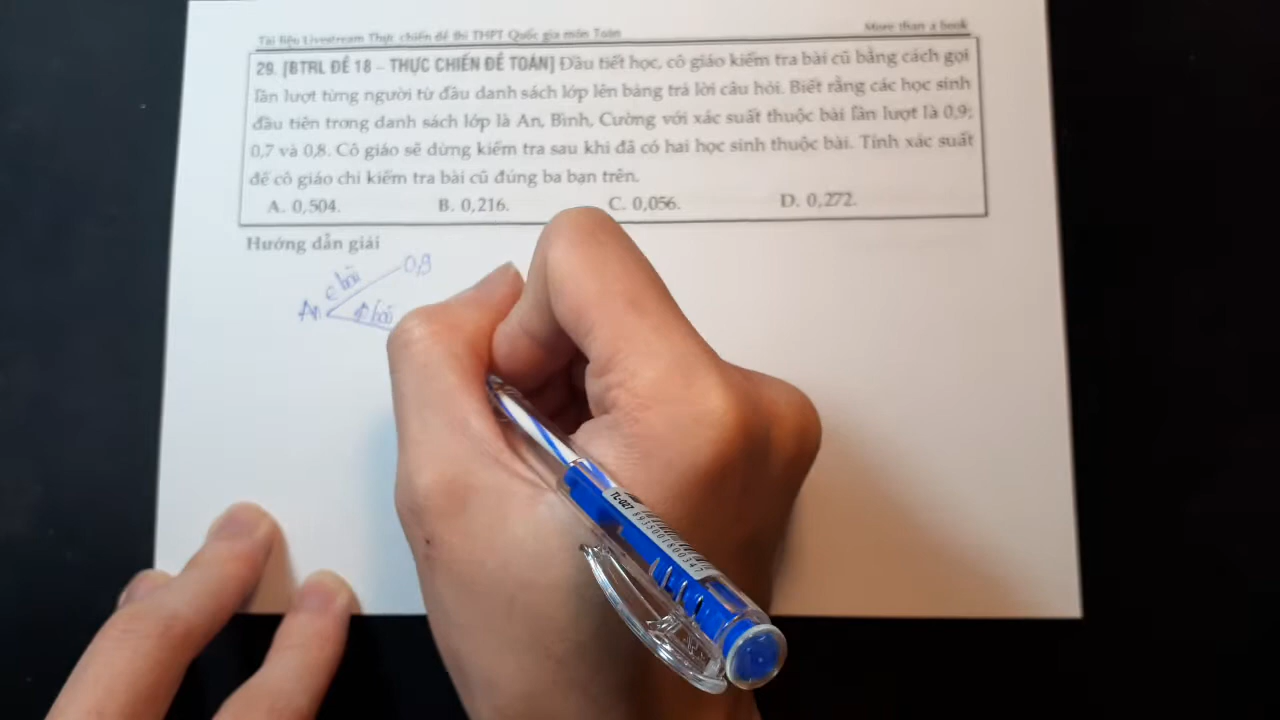 Tài liệu Livestream Thực chiến đề thi THPT Quốc gia môn Toán More than a book
29. [BTRL ĐỀ 18 – THỰC CHIẾN ĐỀ TOÁN] Đầu tiết học, cô giáo kiểm tra bài cũ bằng cách gọi
lần lượt từng người từ đầu danh sách lớp lên bảng trả lời câu hỏi. Biết rằng các học sinh
đầu tiên trong danh sách lớp là An, Bình, Cường với xác suất thuộc bài lần lượt là 0,9;
0,7 và 0,8. Cô giáo sẽ dừng kiểm tra sau khi đã có hai học sinh thuộc bài. Tính xác suất
để cô giáo chỉ kiểm tra bài cũ đúng ba bạn trên.
A. 0,504. B. 0,216. C. 0,056. D. 0,272.
Hướng dẫn giải
0,9
bài
An bài
TL-027
8935001800347